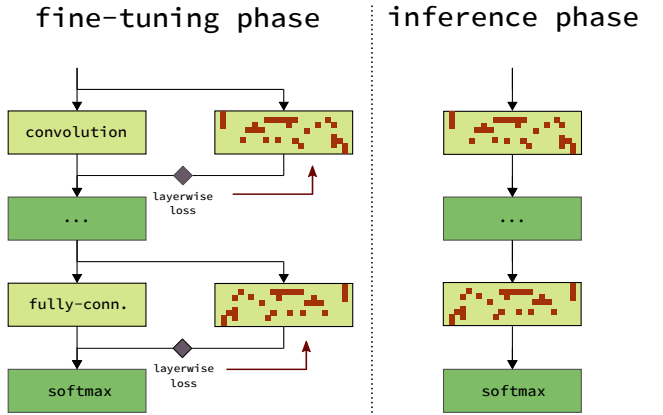 fine-tuning phase
inference phase
convolution
layerwise
loss
...
...
fully-conn.
layerwise
loss
softmax
softmax